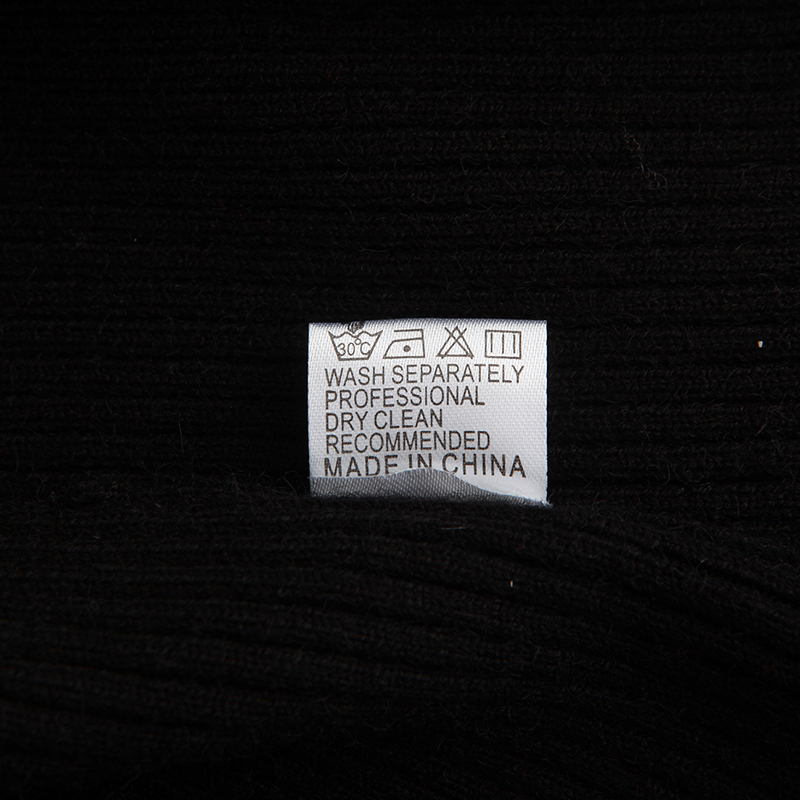 30°C
WASH SEPARATELY
PROFESSIONAL
DRY CLEAN
RECOMMENDED
MADE IN CHINA